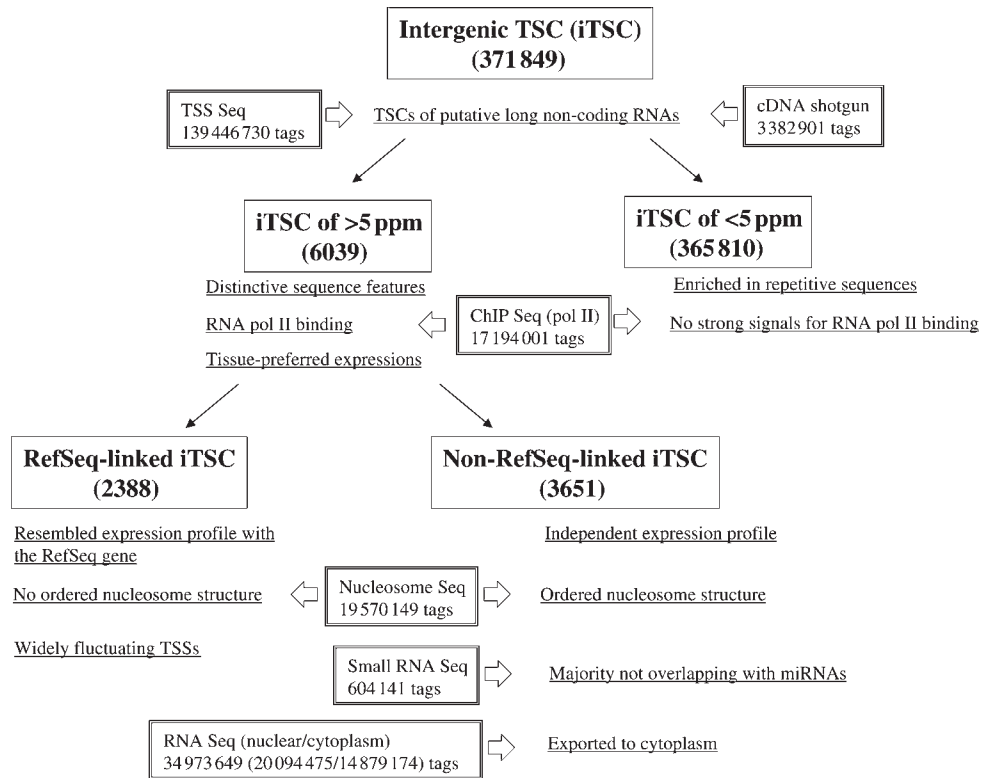 Intergenic TSC (iTSC)
(371 849)
TSS Seq
139 446 730 tags
TSCs of putative long non-coding RNAs
cDNA shotgun
3 382 901 tags
iTSC of >5 ppm
(6039)
iTSC of <5 ppm
(365 810)
Distinctive sequence features
Enriched in repetitive sequences
RNA pol II binding
ChIP Seq (pol II)
17 194 001 tags
No strong signals for RNA pol II binding
Tissue-preferred expressions
RefSeq-linked iTSC
(2388)
Non-RefSeq-linked iTSC
(3651)
Resembled expression profile with
the RefSeq gene
Independent expression profile
No ordered nucleosome structure
Nucleosome Seq
19 570 149 tags
Ordered nucleosome structure
Widely fluctuating TSSs
Small RNA Seq
604 141 tags
Majority not overlapping with miRNAs
RNA Seq (nuclear/cytoplasm)
34 973 649 (20 094 475/14 879 174) tags
Exported to cytoplasm